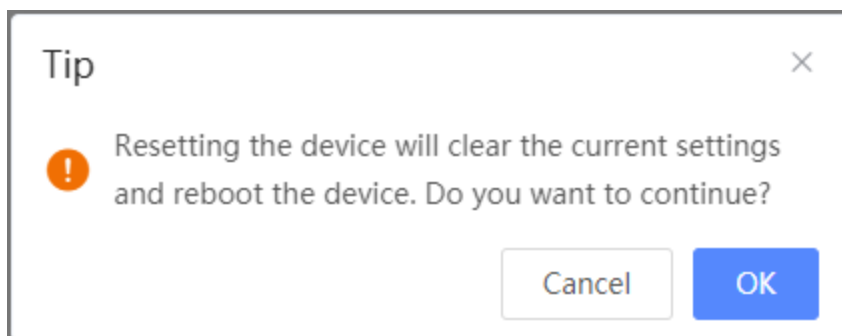 Tip
Resetting the device will clear the current settings
and reboot the device. Do you want to continue?
Cancel
OK